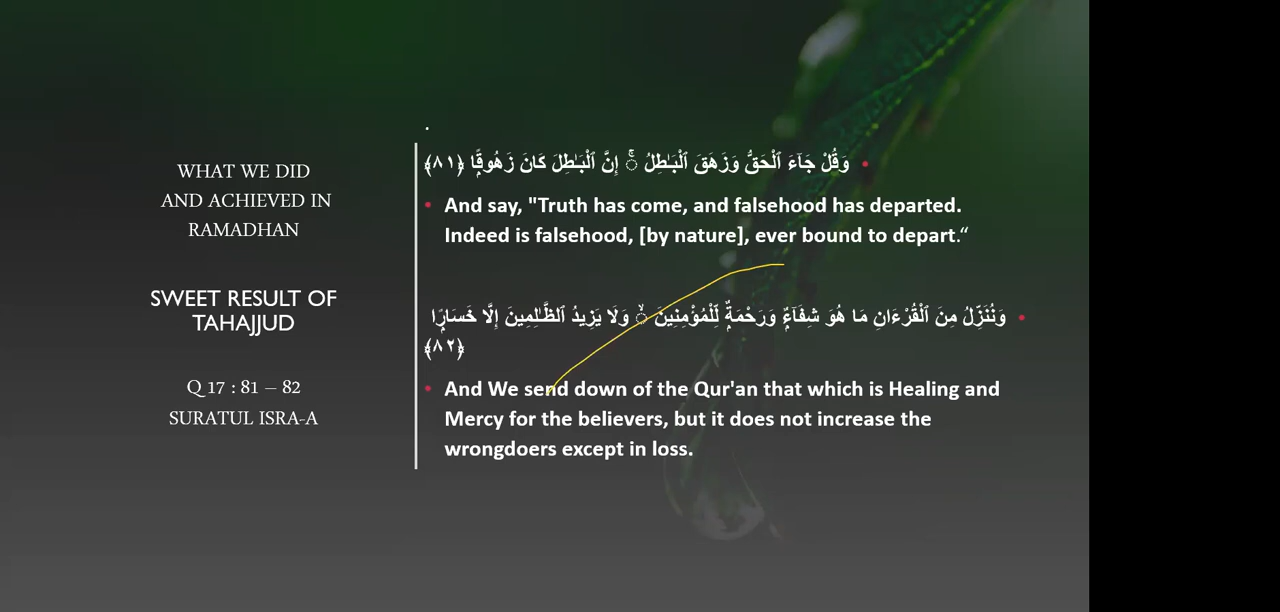 WHAT WE DID
AND ACHIEVED IN
RAMADHAN
SWEET RESULT OF
TAHAJJUD
Q 17 : 81 – 82
SURATUL ISRA-A
.
• وَقُلْ جَآءَ ٱلْحَقُّ وَزَهَقَ ٱلْبَـٰطِلُ ۚ إِنَّ ٱلْبَـٰطِلَ كَانَ زَهُوقًۭا ﴿٨١﴾
• And say, "Truth has come, and falsehood has departed.
Indeed is falsehood, [by nature], ever bound to depart.“
• وَنُنَزِّلُ مِنَ ٱلْقُرْءَانِ مَا هُوَ شِفَآءٌۭ وَرَحْمَةٌۭ لِّلْمُؤْمِنِينَ ۙ وَلَا يَزِيدُ ٱلظَّـٰلِمِينَ إِلَّا خَسَارًۭا
﴿٨٢﴾
• And We send down of the Qur'an that which is Healing and
Mercy for the believers, but it does not increase the
wrongdoers except in loss.